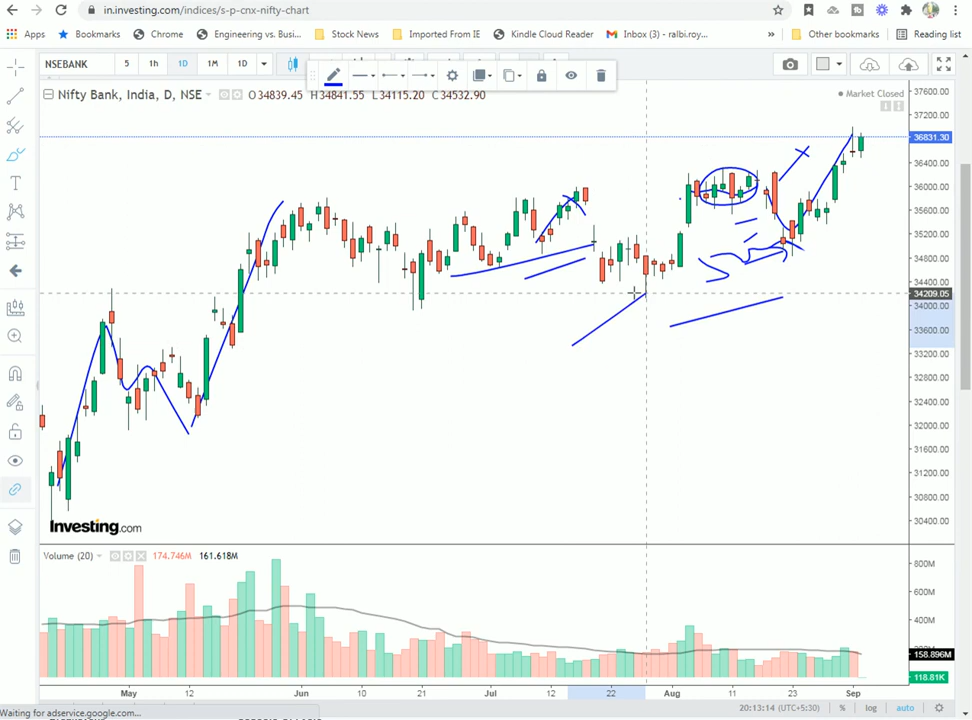 in.investing.com/indices/s-p-cnx-nifty-chart
Apps Bookmarks Chrome Engineering vs. Busi... Stock News Imported From IE Kindle Cloud Reader Inbox (3) - ralbi.roy... » Other bookmarks Reading list
NSEBANK 5 1h 1D 1M 1D
Nifty Bank, India, D, NSE O34839.45 H34841.55 L34115.20 C34532.90
Market Closed
37600.00
37200.00
36831.30
36400.00
36000.00
35600.00
35200.00
34800.00
34400.00
34209.05
34000.00
33600.00
33200.00
32800.00
32400.00
32000.00
31600.00
31200.00
30800.00
30400.00
Investing.com
Volume (20) 174.746M 161.618M
800M
600M
400M
158.896M
118.81K
May 12 Jun 10 21 Jul 12 22 Aug 11 23 Sep
20:13:14 (UTC+5:30) % log auto
Waiting for adservice.google.com...